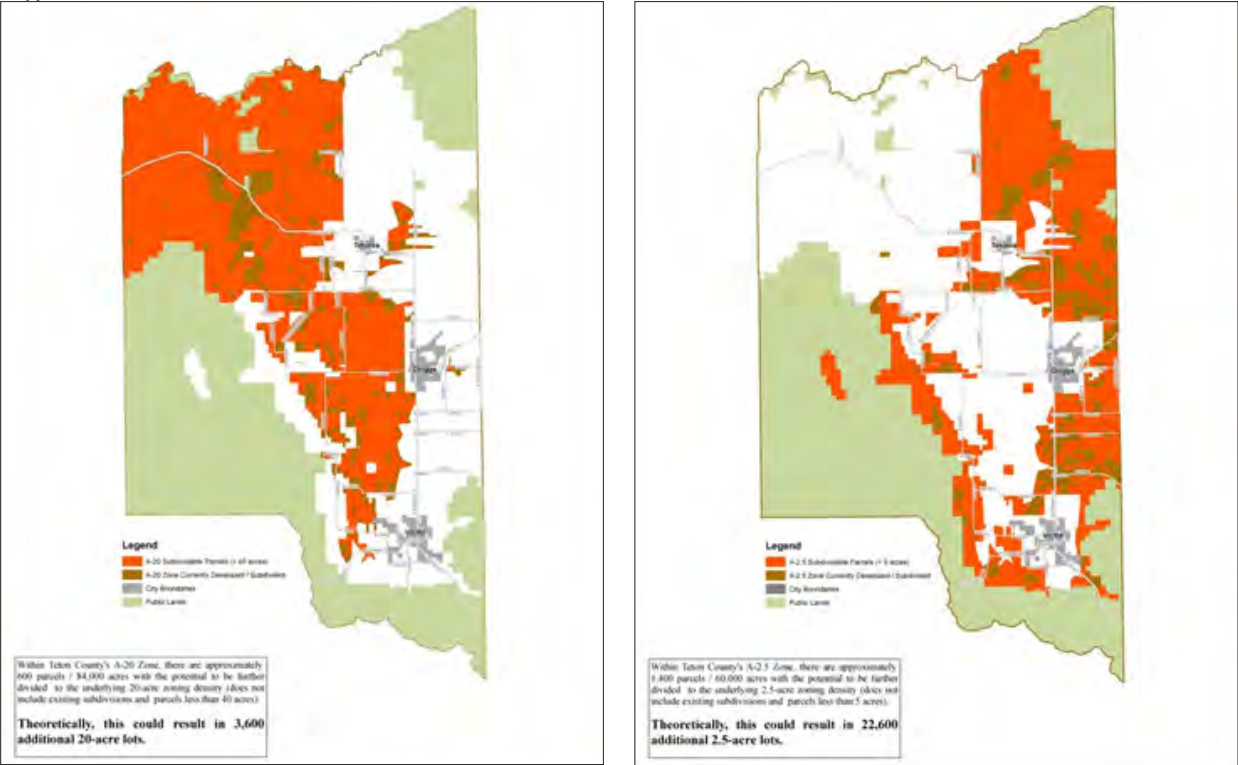 Tetonia
Driggs
Victor
Legend
A-20 Subdividable Parcels (> 40 acres)
A-20 Zone Currently Developed / Subdivided
City Boundaries
Public Lands
Within Teton County's A-20 Zone, there are approximately
600 parcels / 84,000 acres with the potential to be further
divided to the underlying 20-acre zoning density (does not
include existing subdivisions and parcels less than 40 acres).
Theoretically, this could result in 3,600
additional 20-acre lots.
Tetonia
Driggs
Victor
Legend
A-2.5 Subdividable Parcels (> 5 acres)
A-2.5 Zone Currently Developed / Subdivided
City Boundaries
Public Lands
Within Teton County's A-2.5 Zone, there are approximately
1,400 parcels / 60,000 acres with the potential to be further
divided to the underlying 2.5-acre zoning density (does not
include existing subdivisions and parcels less than 5 acres).
Theoretically, this could result in 22,600
additional 2.5-acre lots.